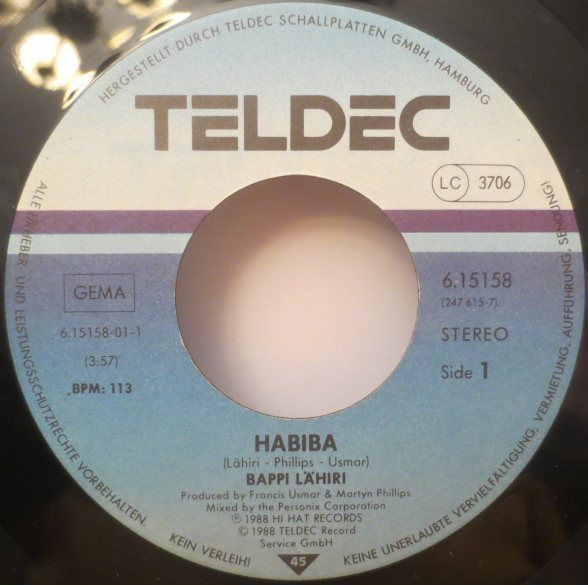 HERGESTELLT DURCH TELDEC SCHALLPLATTEN GMBH, HAMBURG
TELDEC
LC 3706
GEMA
6.15158
(247 615-7)
6.15158-01-1
STEREO
(3:57)
Side 1
BPM: 113
HABIBA
(Lähiri - Phillips - Usmar)
BAPPI LÄHIRI
Produced by Francis Usmar & Martyn Phillips
Mixed by the Personix Corporation
℗ 1988 HI HAT RECORDS
© 1988 TELDEC Record
Service GmbH
45
ALLE URHEBER- UND LEISTUNGSSCHUTZRECHTE VORBEHALTEN.
KEIN VERLEIH!
KEINE UNERLAUBTE VERVIELFÄLTIGUNG, VERMIETUNG, AUFFÜHRUNG, SENDUNG!